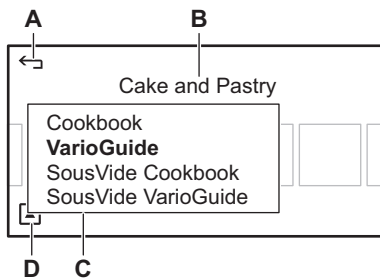 A
B
Cake and Pastry
Cookbook
VarioGuide
SousVide Cookbook
SousVide VarioGuide
D
C